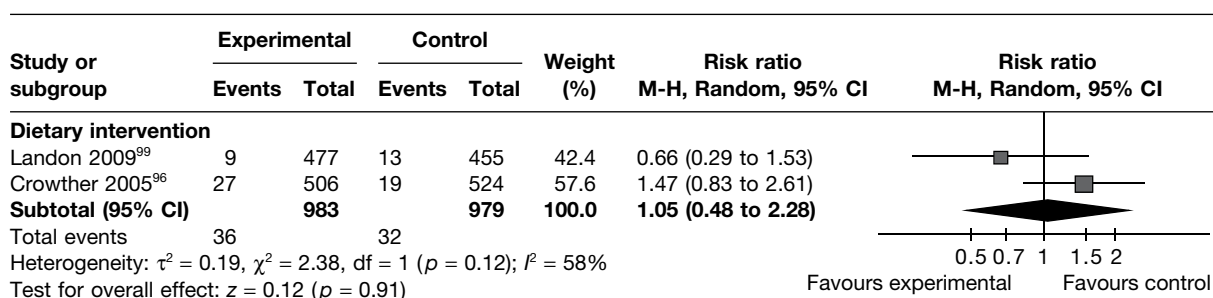 Experimental Control
Study or Weight Risk ratio Risk ratio
subgroup Events Total Events Total (%) M-H, Random, 95% CI M-H, Random, 95% CI
Dietary intervention
Landon 2009⁹⁹ 9 477 13 455 42.4 0.66 (0.29 to 1.53)
Crowther 2005⁹⁶ 27 506 19 524 57.6 1.47 (0.83 to 2.61)
Subtotal (95% CI) 983 979 100.0 1.05 (0.48 to 2.28)
Total events 36 32
Heterogeneity: τ² = 0.19, χ² = 2.38, df = 1 (p = 0.12); I² = 58%
Test for overall effect: z = 0.12 (p = 0.91)
0.5 0.7 1 1.5 2
Favours experimental Favours control